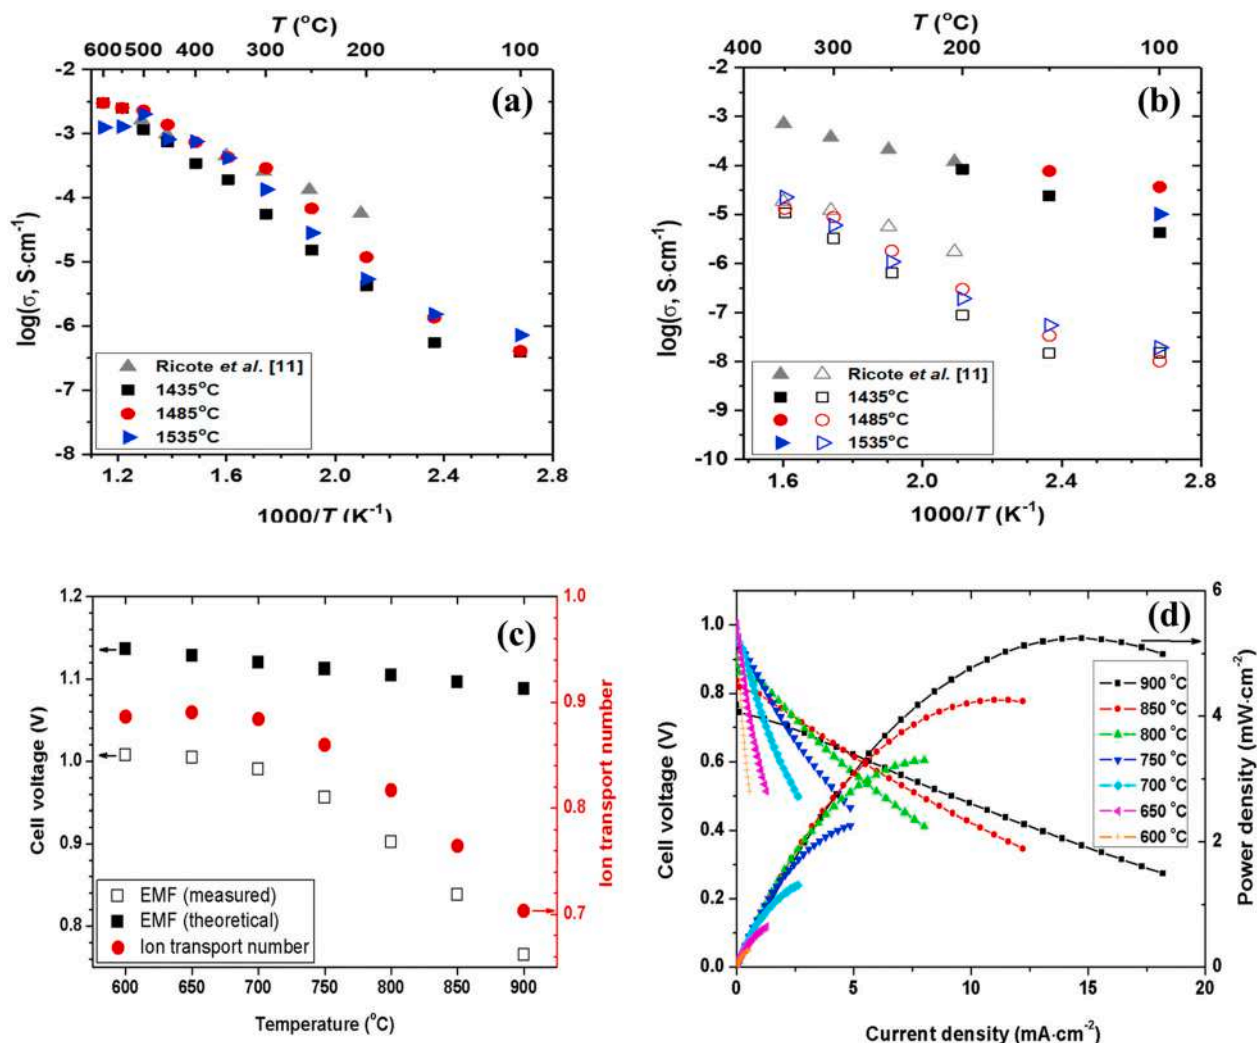 T (°C)
600 500 400 300 200 100
-2
-3
-4
-5
-6
-7
-8
log(σ, S·cm⁻¹)
(a)
Ricote et al. [11]
1435°C
1485°C
1535°C
1.2 1.6 2.0 2.4 2.8
1000/T (K⁻¹)
T (°C)
400 300 200 100
-2
-3
-4
-5
-6
-7
-8
-9
-10
log(σ, S·cm⁻¹)
(b)
Ricote et al. [11]
1435°C
1485°C
1535°C
1.6 2.0 2.4 2.8
1000/T (K⁻¹)
1.2
1.1
1.0
0.9
0.8
Cell voltage (V)
(c)
EMF (measured)
EMF (theoretical)
Ion transport number
1.0
0.9
0.8
0.7
Ion transport number
600 650 700 750 800 850 900
Temperature (°C)
1.0
0.8
0.6
0.4
0.2
0.0
Cell voltage (V)
(d)
900 °C
850 °C
800 °C
750 °C
700 °C
650 °C
600 °C
6
4
2
0
Power density (mW·cm⁻²)
0 5 10 15 20
Current density (mA·cm⁻²)